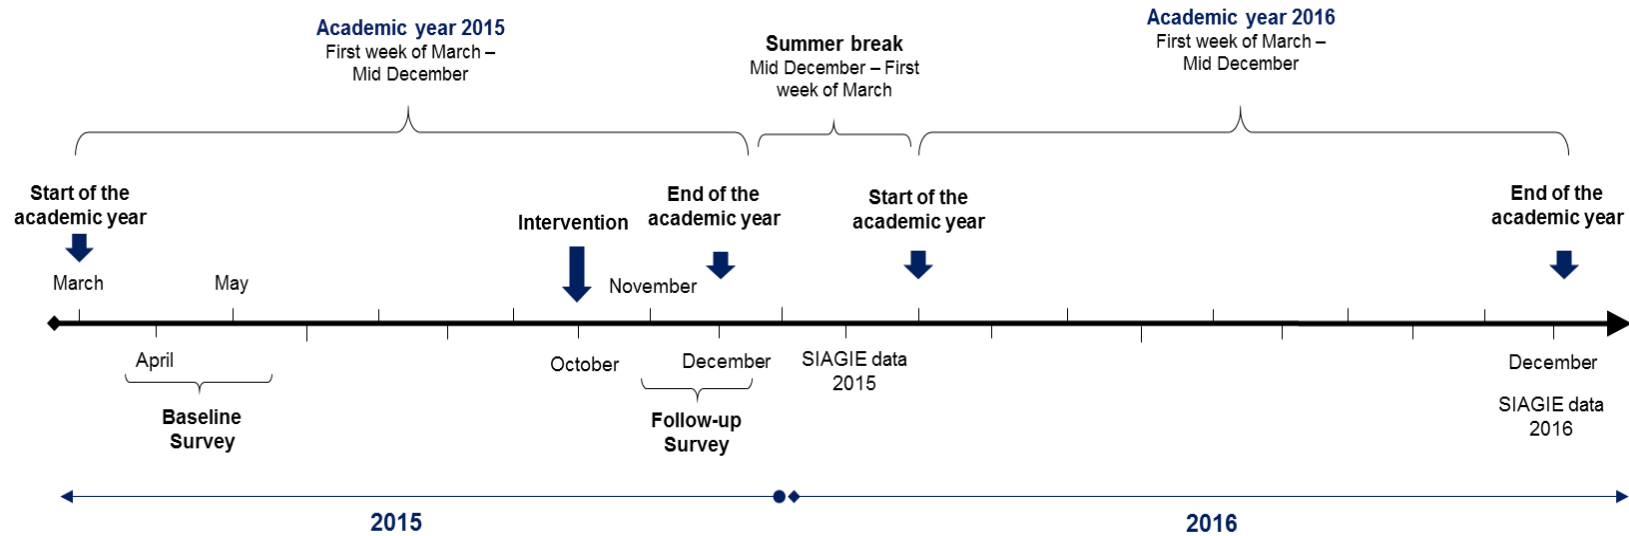 Academic year 2015
First week of March –
Mid December
Summer break
Mid December – First
week of March
Academic year 2016
First week of March –
Mid December
Start of the
academic year
Intervention
End of the
academic year
Start of the
academic year
End of the
academic year
March
May
November
April
October
December
SIAGIE data
2015
December
SIAGIE data
2016
Baseline
Survey
Follow-up
Survey
2015
2016